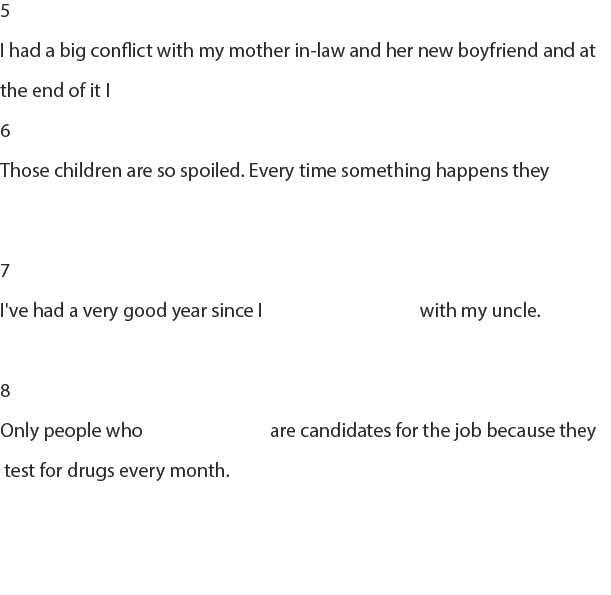 5
I had a big conflict with my mother in-law and her new boyfriend and at
the end of it I
6
Those children are so spoiled. Every time something happens they
7
I've had a very good year since I with my uncle.
8
Only people who are candidates for the job because they
test for drugs every month.